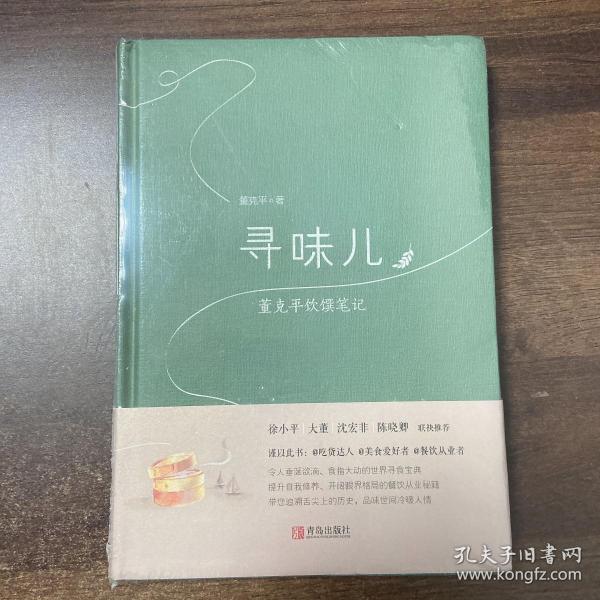 董克平·著
寻味儿
董克平饮馔笔记
徐小平 | 大董 | 沈宏非 | 陈晓卿 联袂推荐
谨以此书：@吃货达人 @美食爱好者 @餐饮从业者
令人垂涎欲滴、食指大动的世界寻食宝典
提升自我修养、开阔眼界格局的餐饮从业秘籍
带您追溯舌尖上的历史，品味世间冷暖人情
青岛出版社
孔夫子旧书网
www.kongfz.com